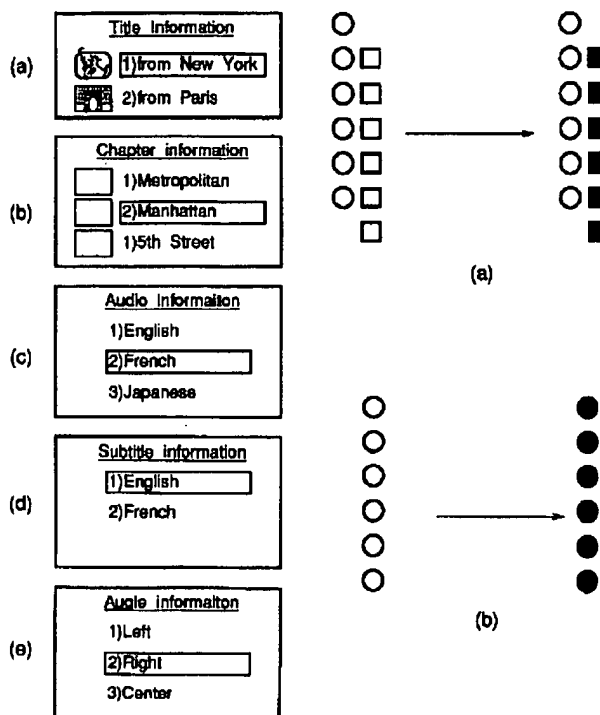 (a)
Title Information
1)from New York
2)from Paris
(b)
Chapter information
1)Metropolitan
2)Manhattan
1)5th Street
(c)
Audio Informaiton
1)English
2)French
3)Japanese
(d)
Subtitle information
1)English
2)French
(e)
Augle informaiton
1)Left
2)Right
3)Center
(a)
(b)